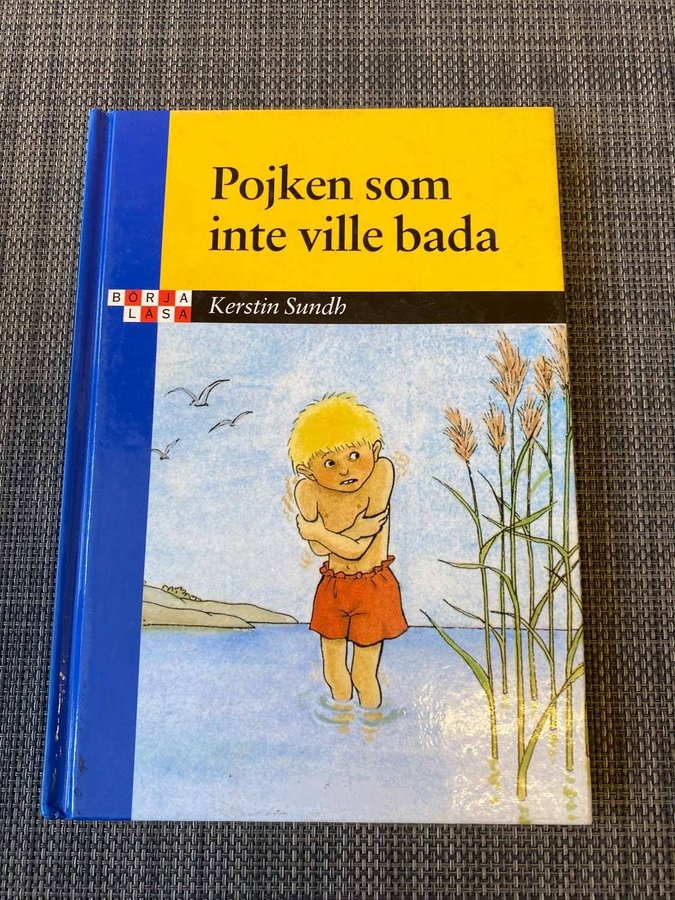 Pojken som
inte ville bada
BÖRJA
LÄSA
Kerstin Sundh